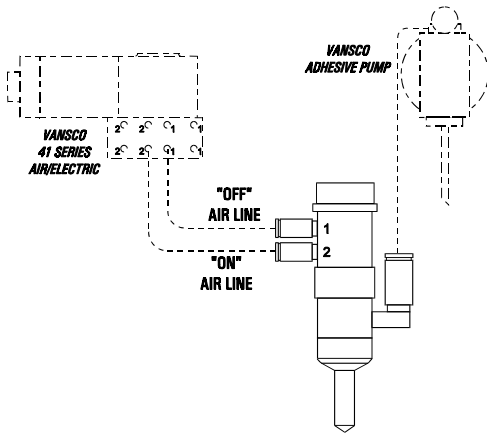 VANSCO
ADHESIVE PUMP
2 2 1 1
2 2 1 1
VANSCO
41 SERIES
AIR/ELECTRIC
"OFF"
AIR LINE
1
2
"ON"
AIR LINE